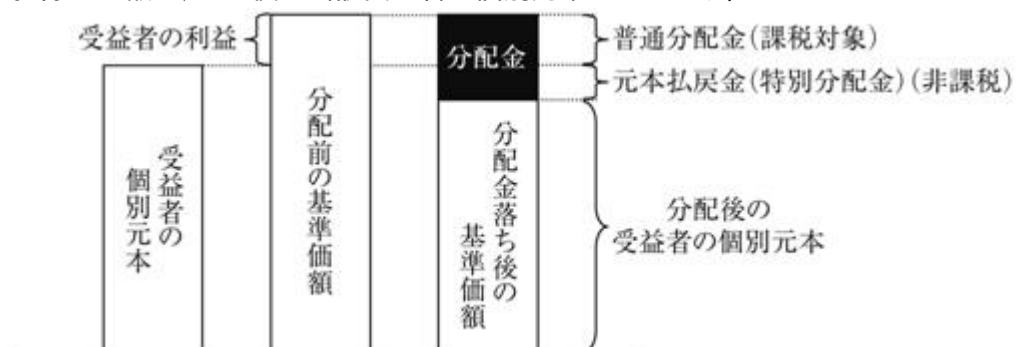 受益者の利益
分配金
普通分配金(課税対象)
元本払戻金(特別分配金)(非課税)
受益者の
個別元本
分配前の基準価額
分配金落ち後の
基準価額
分配後の
受益者の個別元本